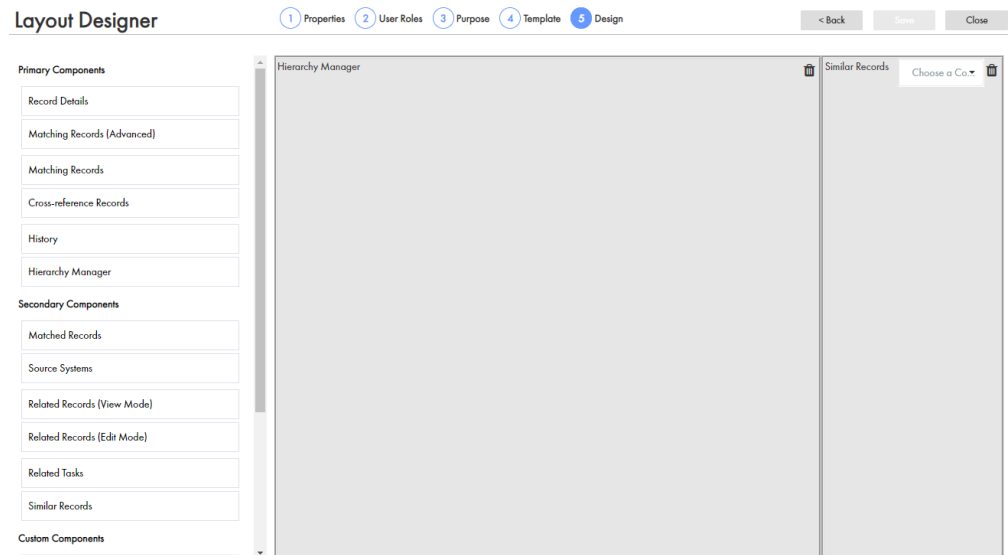 Layout Designer
1 Properties 2 User Roles 3 Purpose 4 Template 5 Design
< Back Save Close
Primary Components
Record Details
Matching Records (Advanced)
Matching Records
Cross-reference Records
History
Hierarchy Manager
Secondary Components
Matched Records
Source Systems
Related Records (View Mode)
Related Records (Edit Mode)
Related Tasks
Similar Records
Custom Components
Hierarchy Manager
Similar Records
Choose a Co...